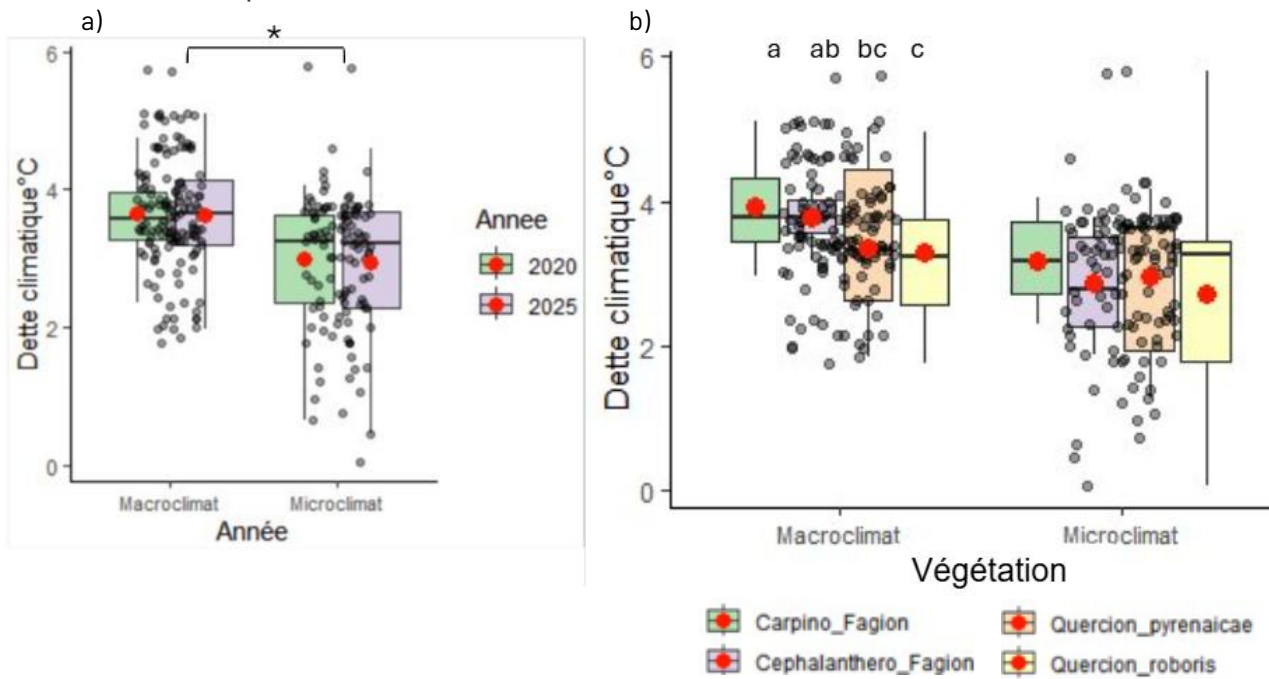 a)
*
6
4
2
0
Dette climatique°C
Macroclimat
Microclimat
Année
Annee
2020
2025
b)
a ab bc c
6
4
2
0
Dette climatique°C
Macroclimat
Microclimat
Végétation
Carpino_Fagion
Quercion_pyrenaicae
Cephalanthero_Fagion
Quercion_roboris